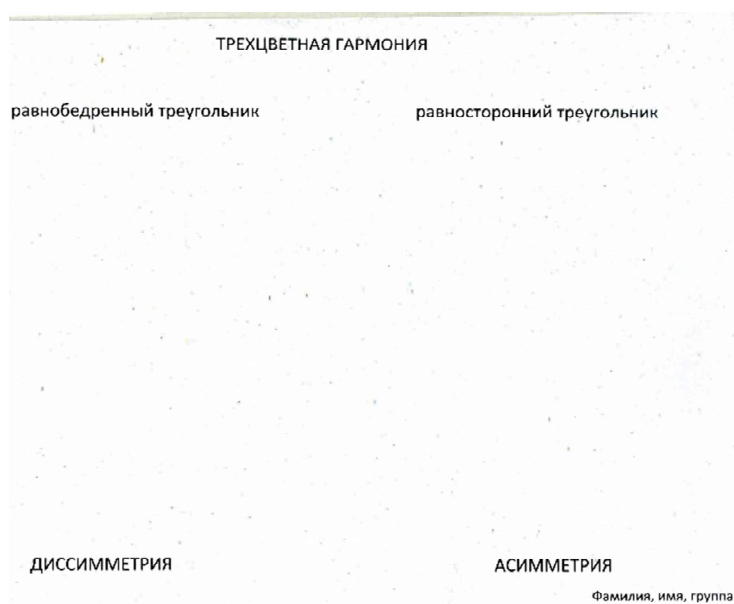 ТРЕХЦВЕТНАЯ ГАРМОНИЯ
равнобедренный треугольник равносторонний треугольник
ДИССИММЕТРИЯ АСИММЕТРИЯ
Фамилия, имя, группа